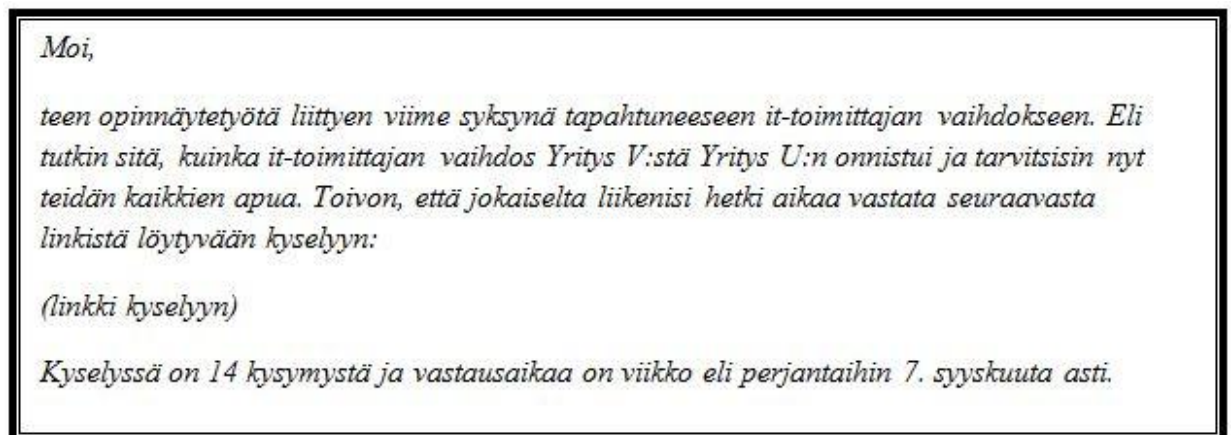 Moi,
teen opinnäytetyötä liittyen viime syksynä tapahtuneeseen it-toimittajan vaihdokseen. Eli
tutkin sitä, kuinka it-toimittajan vaihdos Yritys V:stä Yritys U:n onnistui ja tarvitsisin nyt
teidän kaikkien apua. Toivon, että jokaiselta liikenisi hetki aikaa vastata seuraavasta
linkistä löytyvään kyselyyn:
(linkki kyselyyn)
Kyselyssä on 14 kysymystä ja vastausaikaa on viikko eli perjantaihin 7. syyskuuta asti.